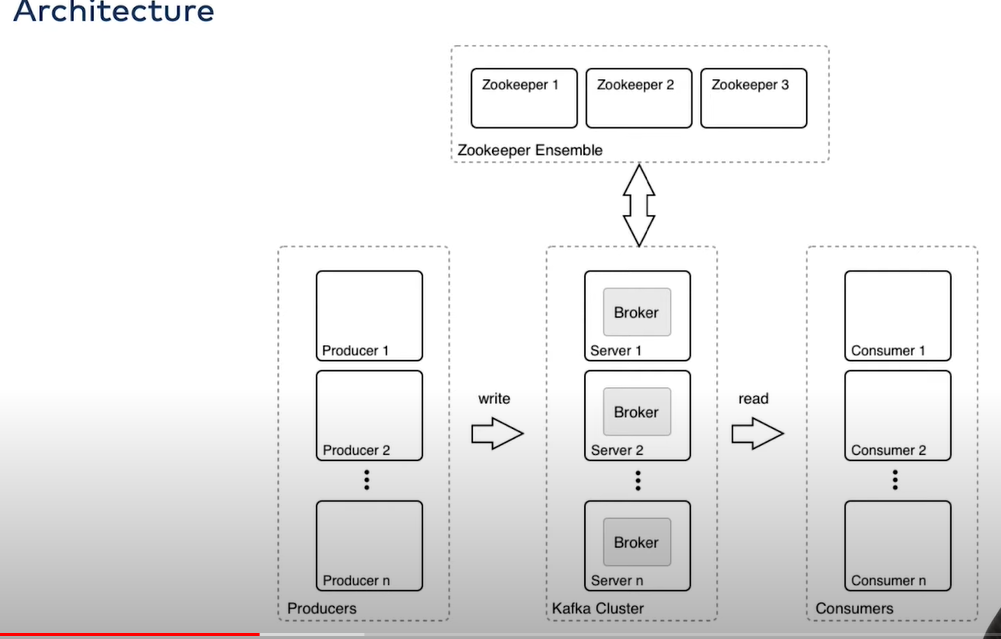 Architecture
Zookeeper 1
Zookeeper 2
Zookeeper 3
Zookeeper Ensemble
Producer 1
Producer 2
Producer n
Producers
write
Broker
Server 1
Broker
Server 2
Broker
Server n
Kafka Cluster
read
Consumer 1
Consumer 2
Consumer n
Consumers